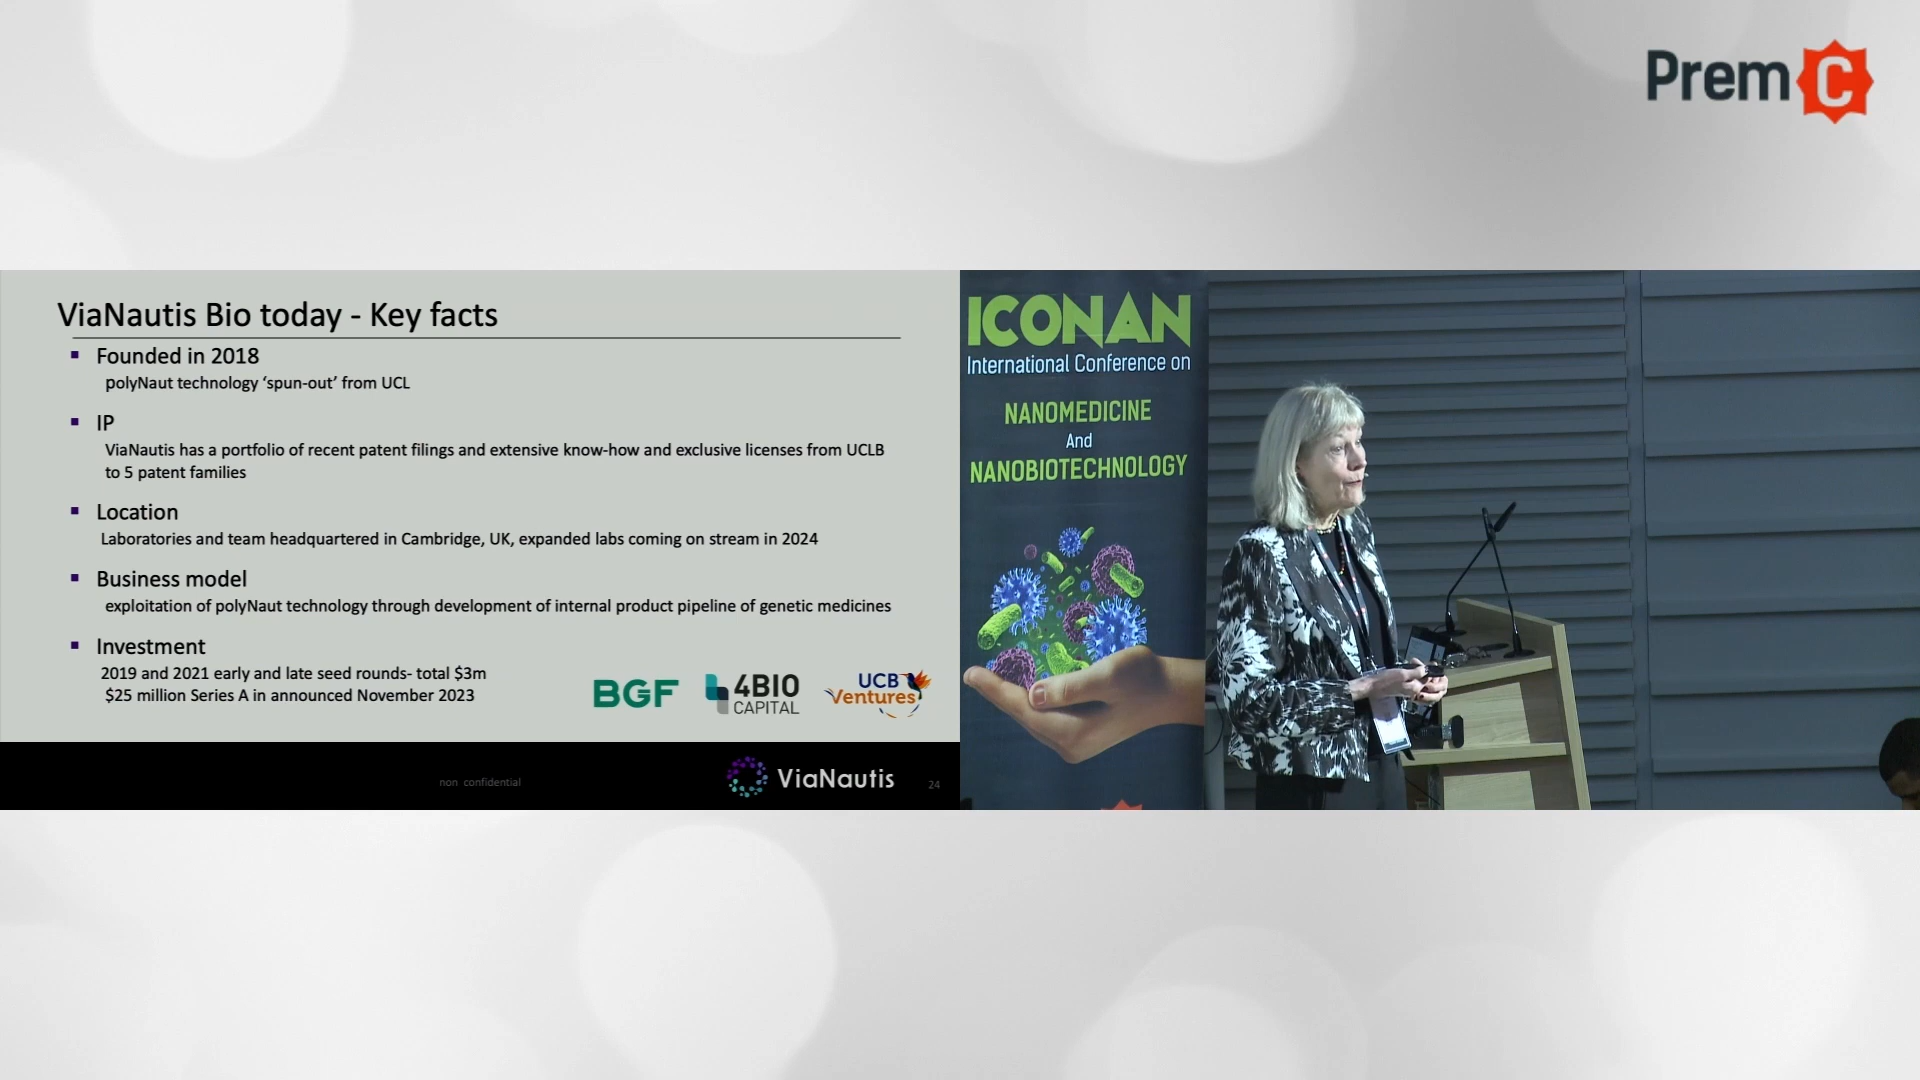 Prem C
ViaNautis Bio today - Key facts
▪ Founded in 2018
polyNaut technology ‘spun-out’ from UCL
▪ IP
ViaNautis has a portfolio of recent patent filings and extensive know-how and exclusive licenses from UCLB
to 5 patent families
▪ Location
Laboratories and team headquartered in Cambridge, UK, expanded labs coming on stream in 2024
▪ Business model
exploitation of polyNaut technology through development of internal product pipeline of genetic medicines
▪ Investment
2019 and 2021 early and late seed rounds- total $3m
$25 million Series A in announced November 2023
BGF
4BIO
CAPITAL
UCB
Ventures
non confidential
ViaNautis
24
ICONAN
International Conference on
NANOMEDICINE
And
NANOBIOTECHNOLOGY